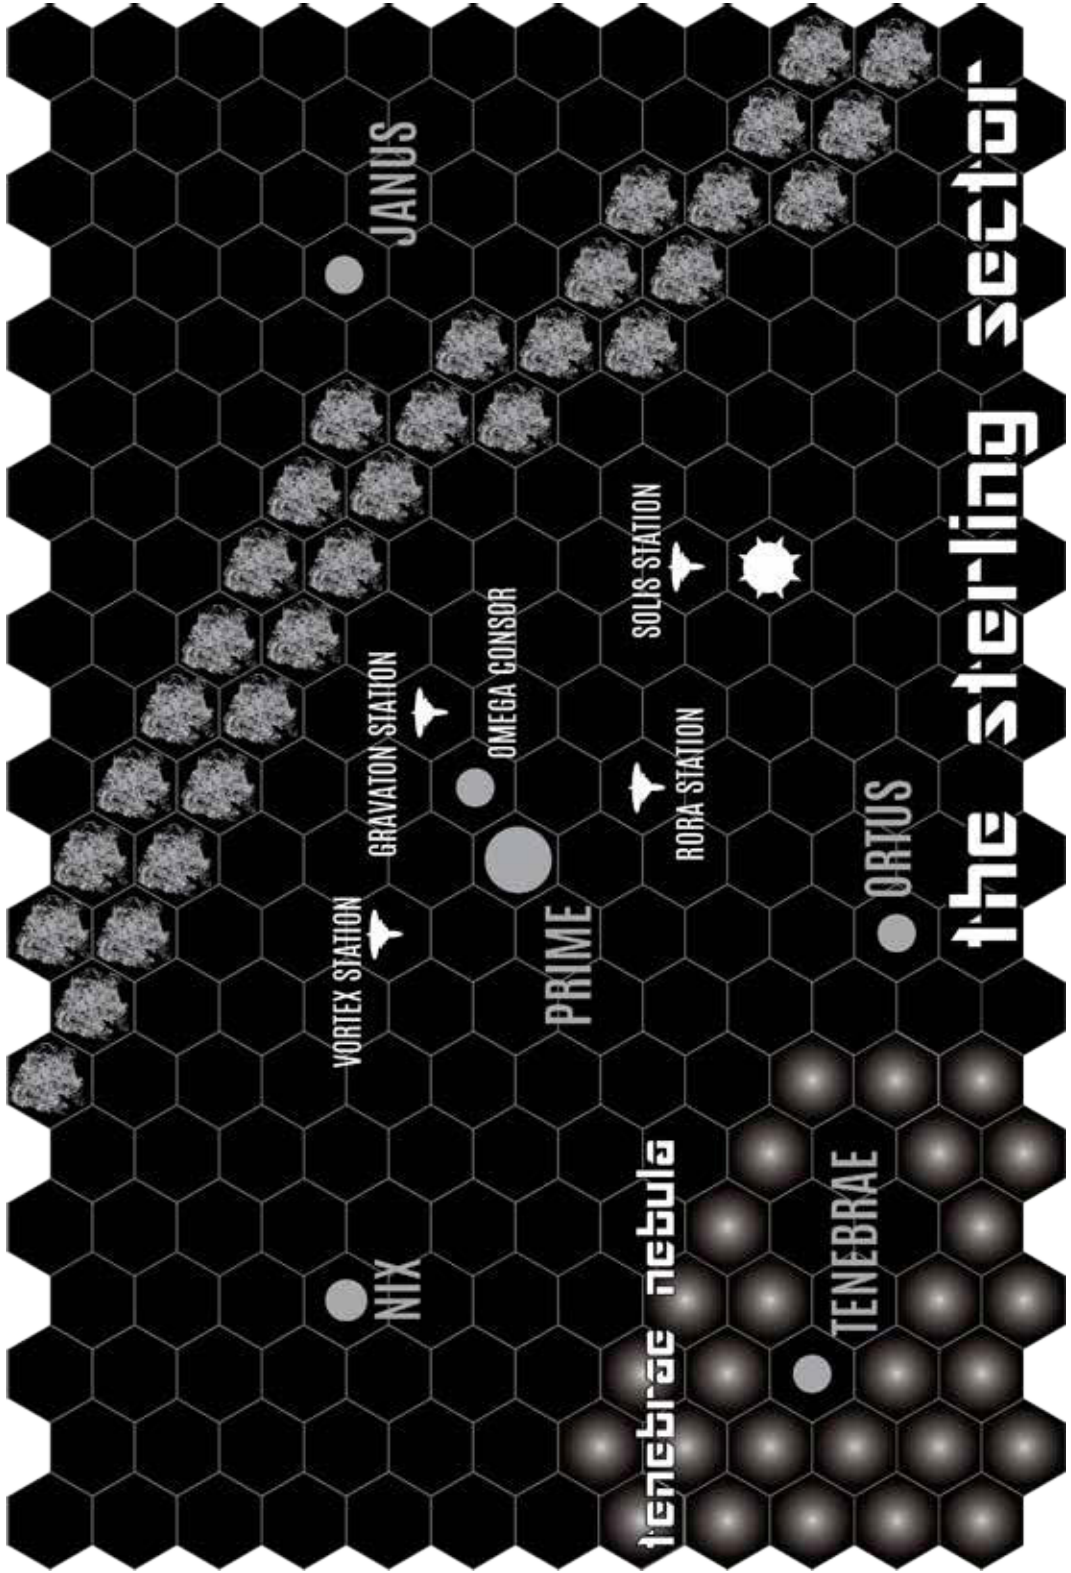 NIX
VORTEX STATION
GRAVATON STATION
JANUS
OMEGA CONSOR
PRIME
tenebrae nebula
RORA STATION
SOLIS STATION
TENEBRAE
ORTUS
the sterling sector